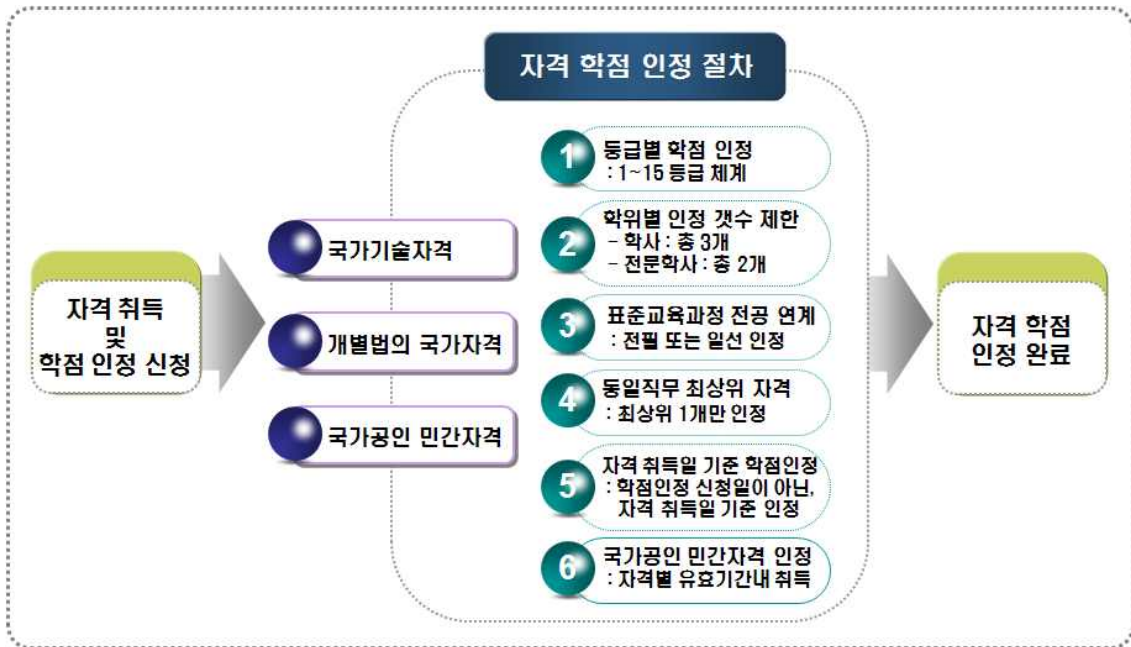 자격 학점 인정 절차
자격 취득
및
학점 인정 신청
국가기술자격
개별법의 국가자격
국가공인 민간자격
1
등급별 학점 인정
: 1~15 등급 체계
2
학위별 인정 갯수 제한
- 학사 : 총 3개
- 전문학사 : 총 2개
3
표준교육과정 전공 연계
: 전필 또는 일선 인정
4
동일직무 최상위 자격
: 최상위 1개만 인정
5
자격 취득일 기준 학점인정
: 학점인정 신청일이 아닌,
자격 취득일 기준 인정
6
국가공인 민간자격 인정
: 자격별 유효기간내 취득
자격 학점
인정 완료